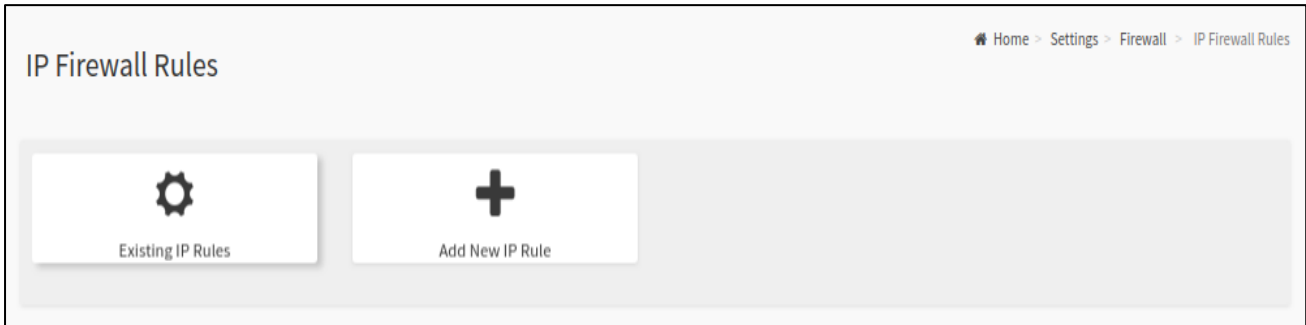 Home > Settings > Firewall > IP Firewall Rules
IP Firewall Rules
Existing IP Rules
Add New IP Rule